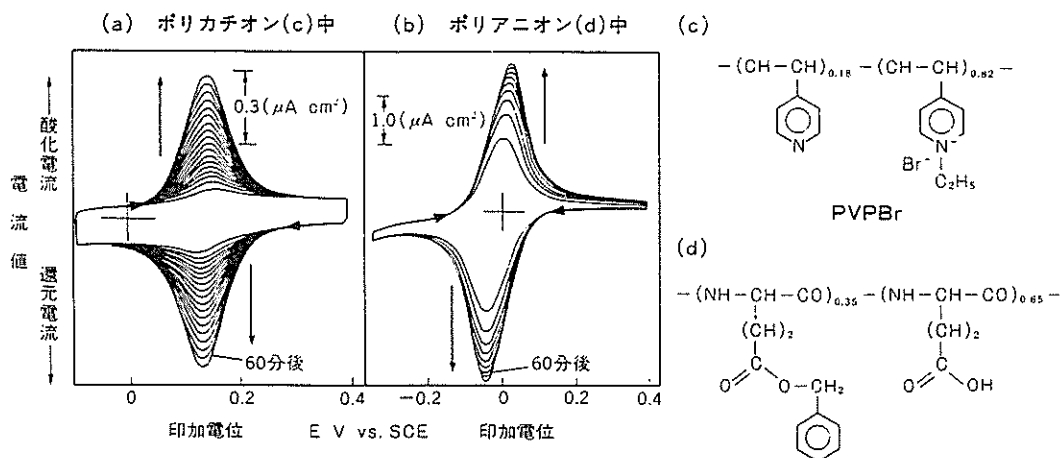 (a) ポリカチオン(c)中
(b) ポリアニオン(d)中
(c)
酸化電流
電流値
還元電流
0.3(μA cm²)
60分後
0
0.2
0.4
印加電位
1.0(μA cm²)
60分後
-0.2
0
0.2
0.4
印加電位
E V vs. SCE
-(CH-CH)0.18-(CH-CH)0.82-
N
N⁻
Br⁺
C₂H₅
PVPBr
(d)
-(NH-CH-CO)0.35-(NH-CH-CO)0.65-
(CH)₂
(CH)₂
C
C
O
O-CH₂
O
OH